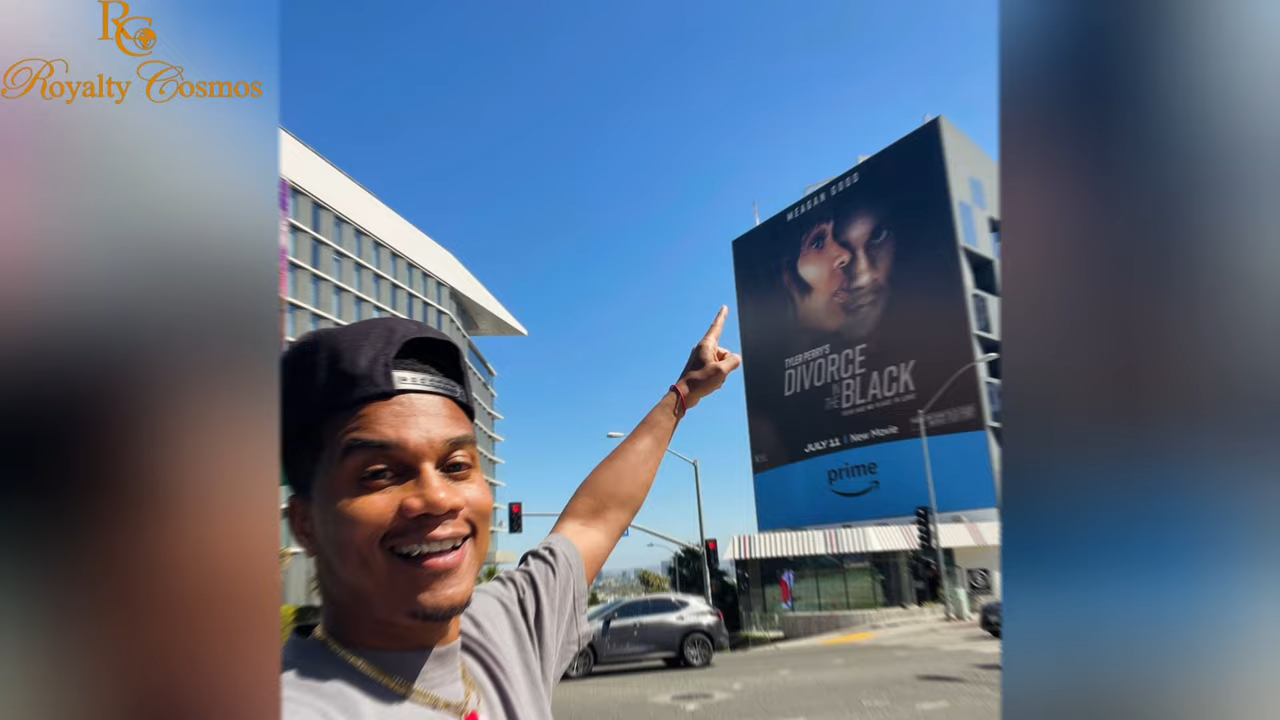 RC
Royalty Cosmos
MEAGAN GOOD
TYLER PERRY'S
DIVORCE
IN
THE BLACK
JULY 11 | New Movie
prime